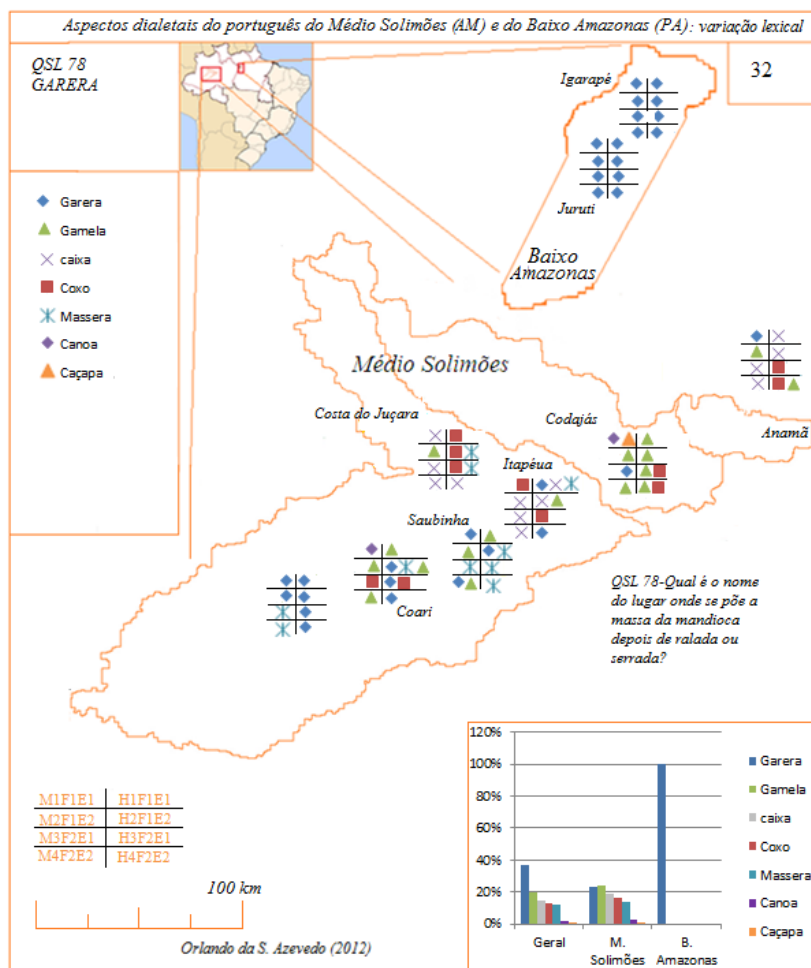 Aspectos dialetais do português do Médio Solimões (AM) e do Baixo Amazonas (PA): variação lexical
QSL 78
GARERA
32
Igarapé
Juruti
Baixo
Amazonas
Garera
Gamela
caixa
Coxo
Massera
Canoa
Caçapa
Médio Solimões
Costa do Juçara
Codajás
Anamã
Itapéua
Saubinha
Coari
QSL 78-Qual é o nome
do lugar onde se põe a
massa da mandioca
depois de ralada ou
serrada?
M1F1E1 H1F1E1
M2F1E2 H2F1E2
M3F2E1 H3F2E1
M4F2E2 H4F2E2
100 km
Orlando da S. Azevedo (2012)
120%
100%
80%
60%
40%
20%
0%
Geral
M.
Solimões
B.
Amazonas
Garera
Gamela
caixa
Coxo
Massera
Canoa
Caçapa